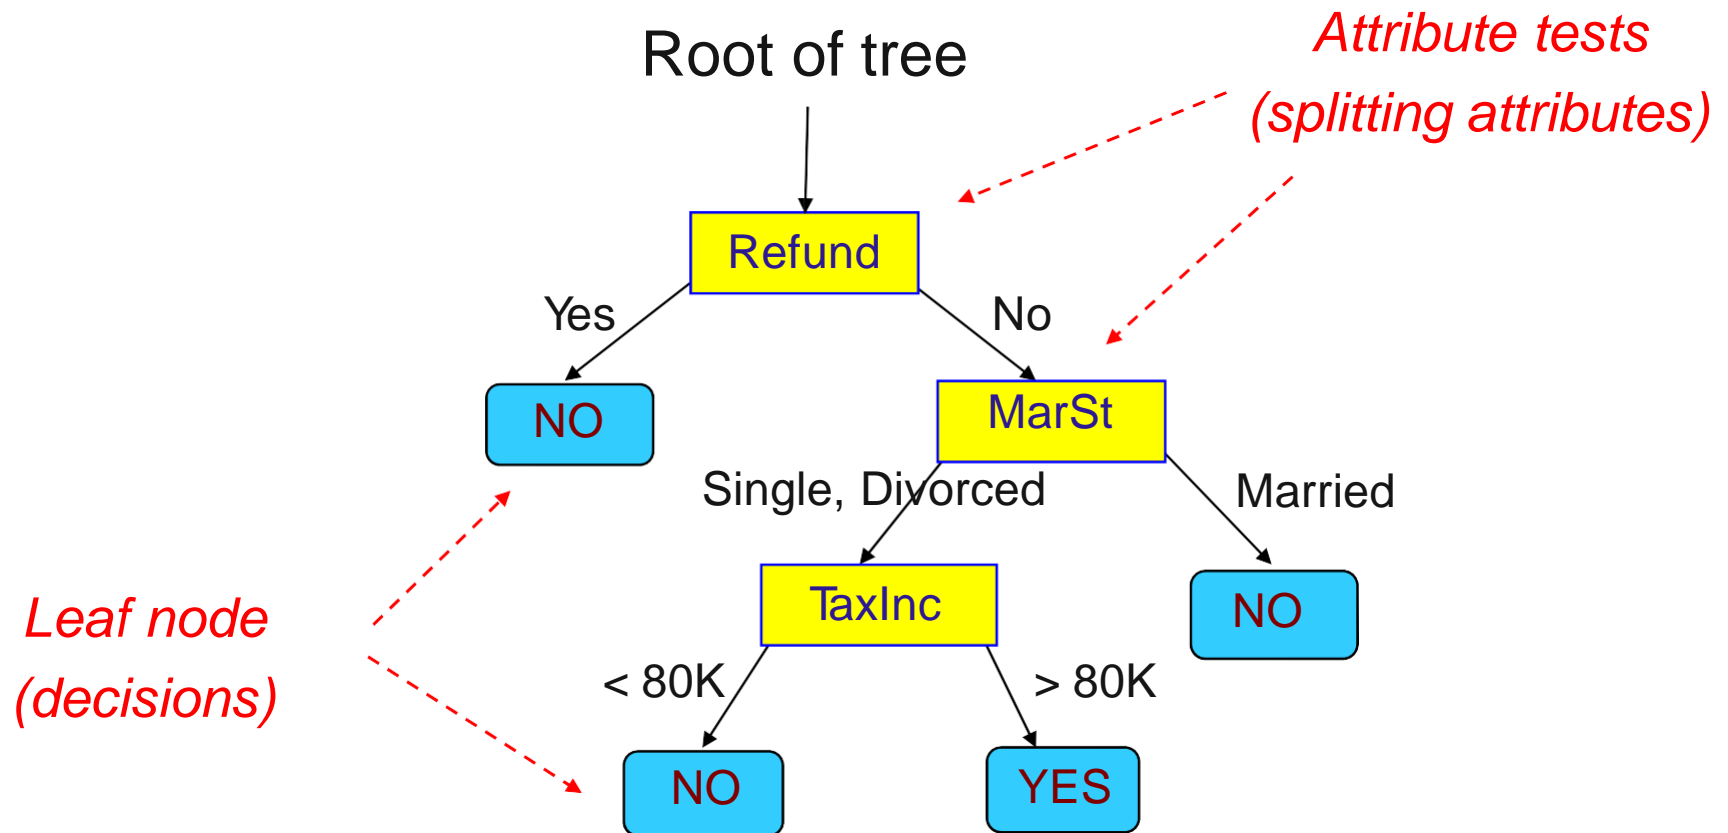 Root of tree
Attribute tests
(splitting attributes)
Refund
Yes
No
NO
MarSt
Single, Divorced
Married
TaxInc
NO
Leaf node
(decisions)
< 80K
> 80K
NO
YES